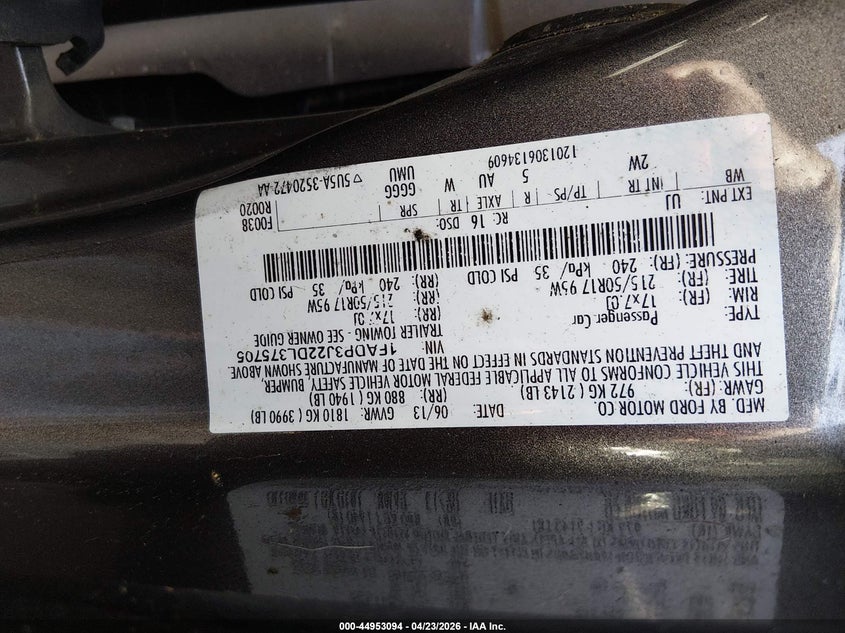 MFD. BY FORD MOTOR CO.
DATE: 06/13 GVWR: 1810 KG ( 3990 LB)
GAWR: (FR): 972 KG ( 2143 LB) (RR): 880 KG ( 1940 LB)
THIS VEHICLE CONFORMS TO ALL APPLICABLE FEDERAL MOTOR VEHICLE SAFETY, BUMPER,
AND THEFT PREVENTION STANDARDS IN EFFECT ON THE DATE OF MANUFACTURE SHOWN ABOVE.
VIN: 1FADP3J22DL375705
TYPE: Passenger Car TRAILER TOWING - SEE OWNER GUIDE
RIM: (FR): 17x7.0J (RR): 17x7.0J
TIRE: (FR): 215/50R17 95W (RR): 215/50R17 95W
PRESSURE: (FR): 240 kPa/ 35 PSI COLD (RR): 240 kPa/ 35 PSI COLD
EXT PNT: UJ RC: 16 DSO: F0038
R0020
WB INT TR TP/PS R AXLE TR SPR
2W 5 AU W GGGG
UMU
1201306134609 ▽5U5A-3520472-AA
000-44953094 - 04/23/2026 - IAA Inc.